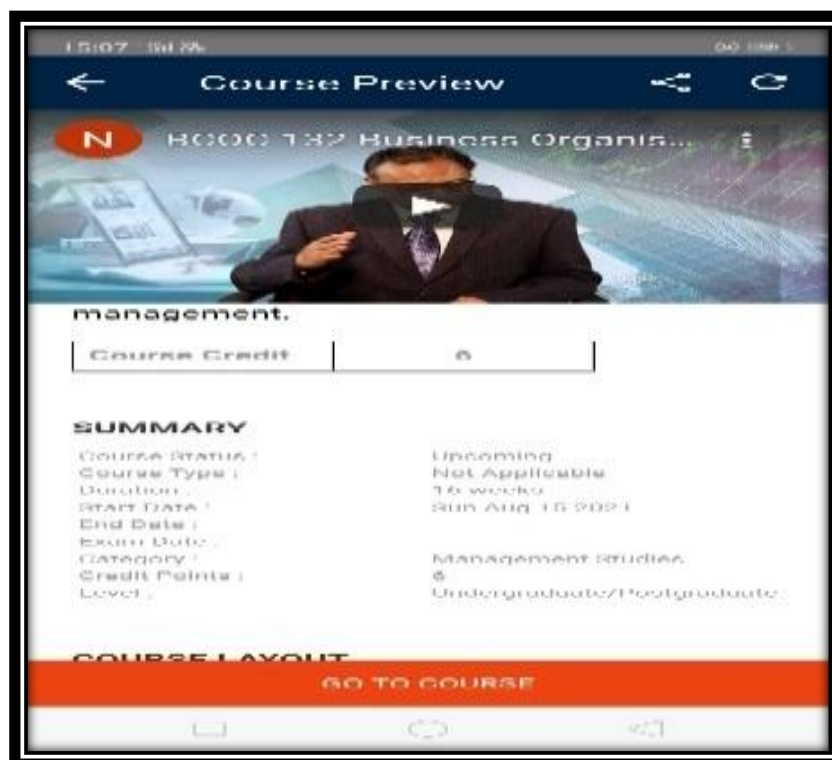 15:07
Course Preview
N
132 Business Organis...
management.
Course Credit 6
SUMMARY
Course Status : Upcoming
Course Type : Not Applicable
Duration : 16 weeks
Start Date : Sun Aug 15 2021
End Date :
Exam Date :
Category : Management Studies
Credit Points : 6
Level : Undergraduate/Postgraduate
COURSE LAYOUT
GO TO COURSE